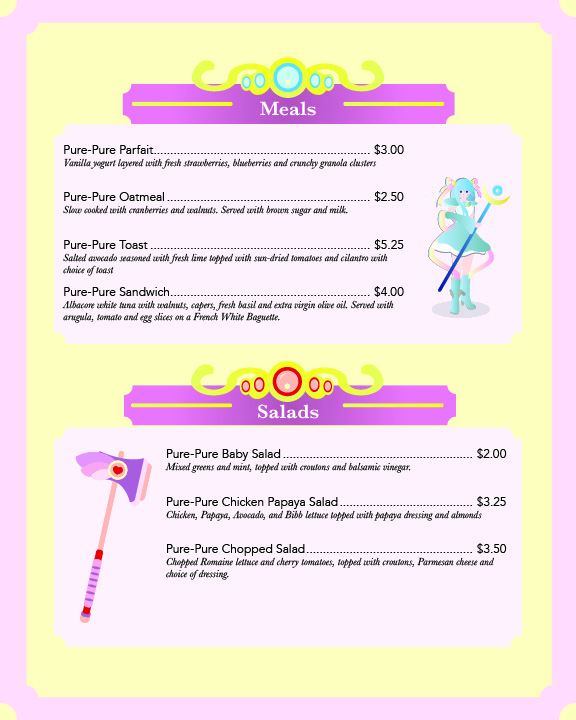 Meals
Pure-Pure Parfait........................................................................ $3.00
Vanilla yogurt layered with fresh strawberries, blueberries and crunchy granola clusters
Pure-Pure Oatmeal .................................................................... $2.50
Slow cooked with cranberries and walnuts. Served with brown sugar and milk.
Pure-Pure Toast ......................................................................... $5.25
Salted avocado seasoned with fresh lime topped with sun-dried tomatoes and cilantro with
choice of toast
Pure-Pure Sandwich................................................................... $4.00
Albacore white tuna with walnuts, capers, fresh basil and extra virgin olive oil. Served with
arugula, tomato and egg slices on a French White Baguette.
Salads
Pure-Pure Baby Salad ............................................................... $2.00
Mixed greens and mint, topped with croutons and balsamic vinegar.
Pure-Pure Chicken Papaya Salad............................................. $3.25
Chicken, Papaya, Avocado, and Bibb lettuce topped with papaya dressing and almonds
Pure-Pure Chopped Salad........................................................ $3.50
Chopped Romaine lettuce and cherry tomatoes, topped with croutons, Parmesan cheese and
choice of dressing.